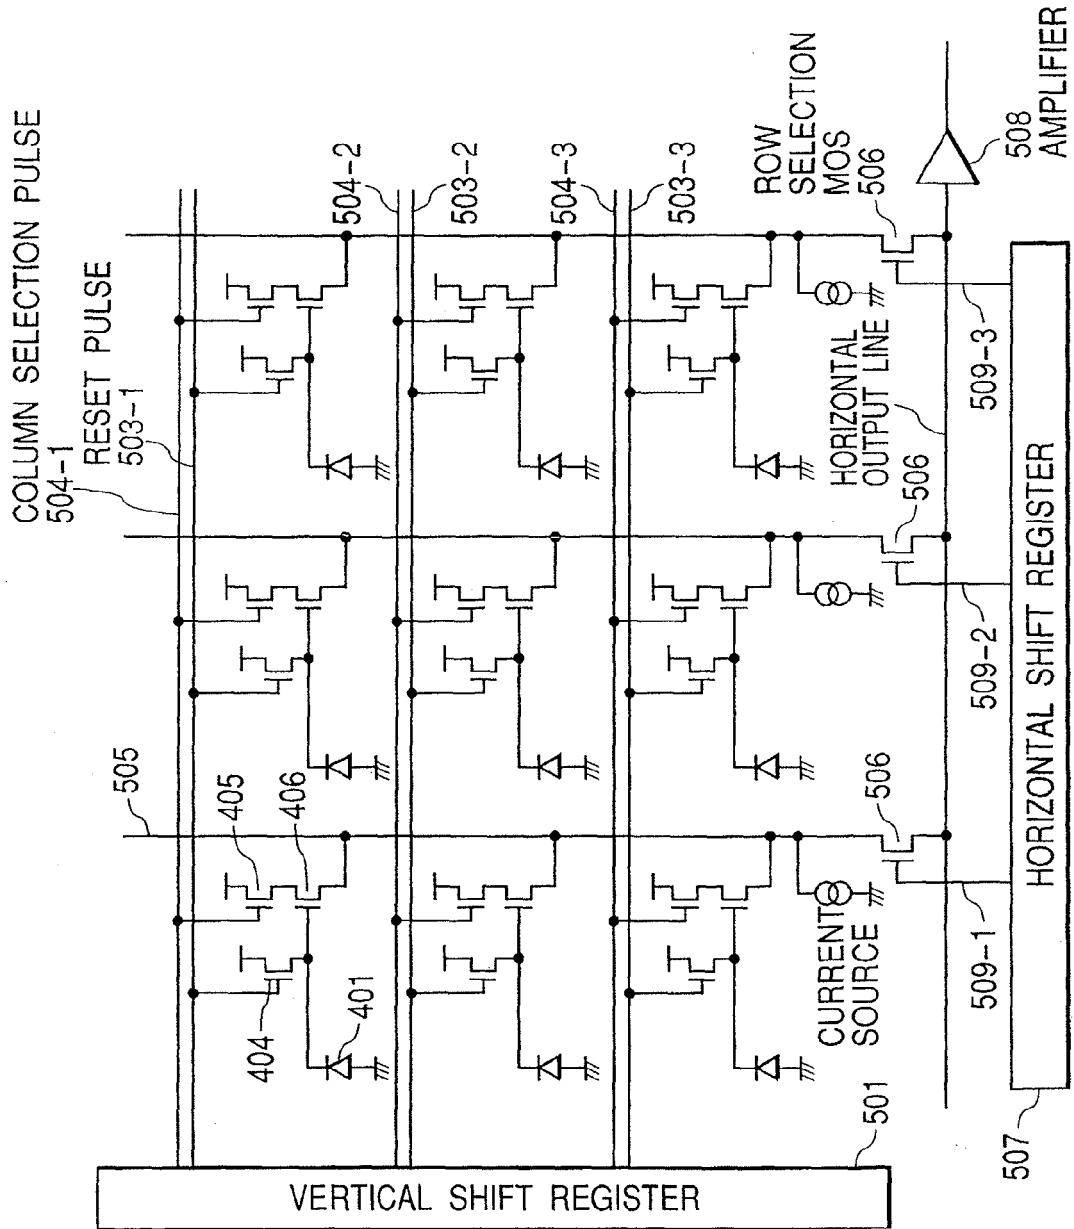 COLUMN SELECTION PULSE
504-1
RESET PULSE
503-1
504-2
503-2
504-3
503-3
ROW
SELECTION
MOS
506
508
AMPLIFIER
505
405
406
404
401
HORIZONTAL
OUTPUT LINE
506
506
CURRENT
SOURCE
509-1
509-2
509-3
501
507
VERTICAL SHIFT REGISTER
HORIZONTAL SHIFT REGISTER